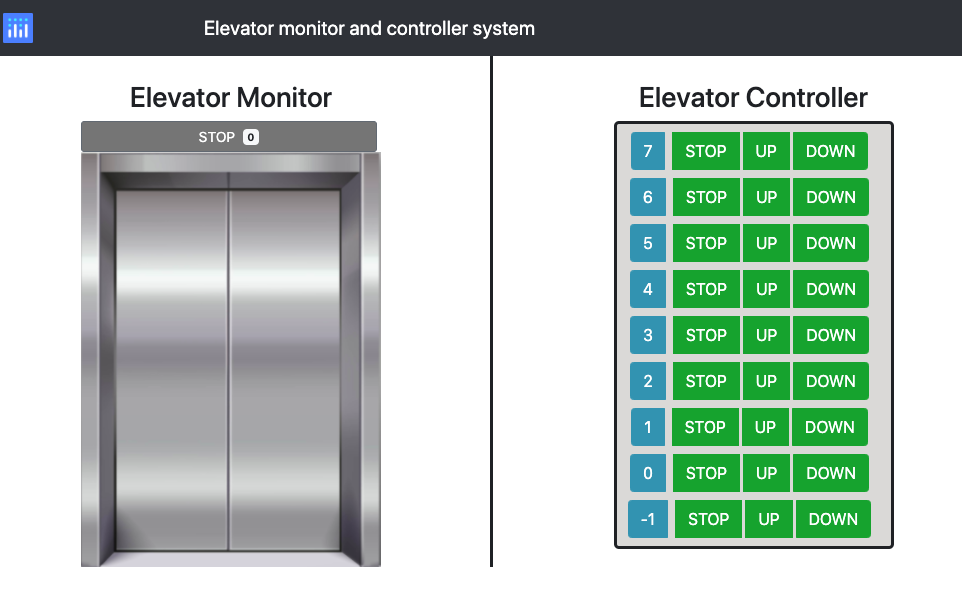 Elevator monitor and controller system
Elevator Monitor
STOP 0
Elevator Controller
7 STOP UP DOWN
6 STOP UP DOWN
5 STOP UP DOWN
4 STOP UP DOWN
3 STOP UP DOWN
2 STOP UP DOWN
1 STOP UP DOWN
0 STOP UP DOWN
-1 STOP UP DOWN